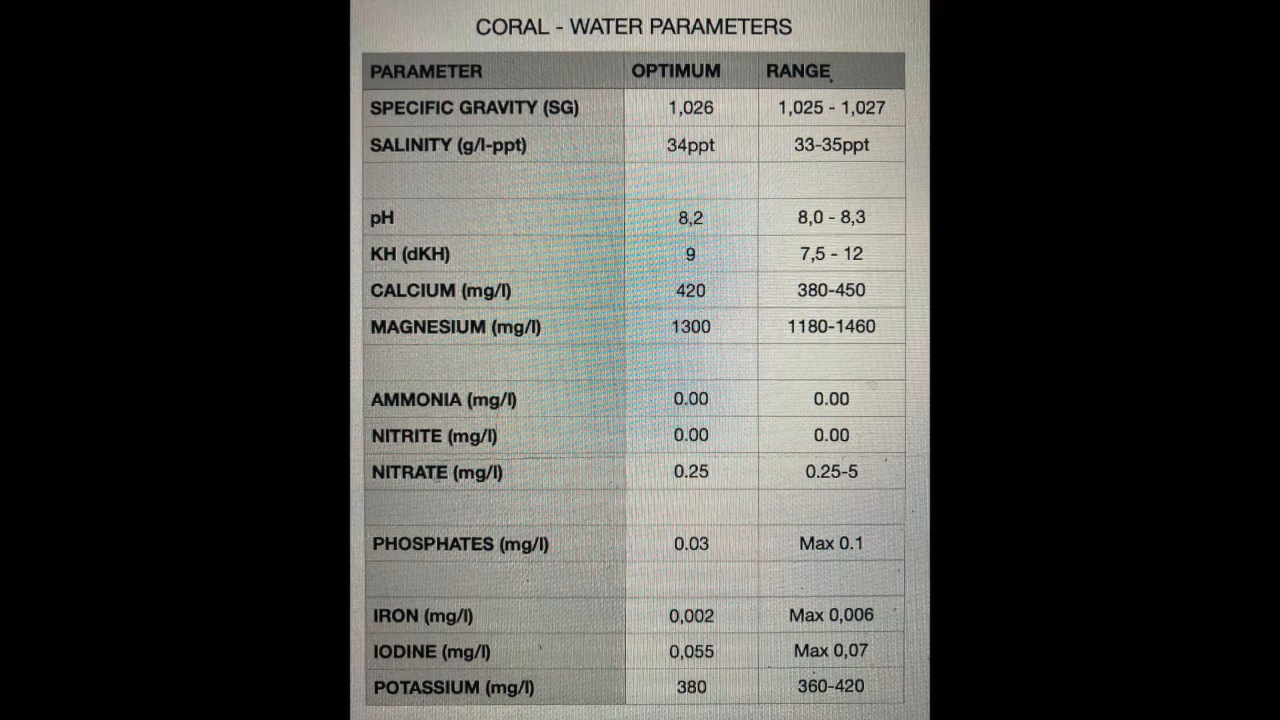 CORAL - WATER PARAMETERS
PARAMETER OPTIMUM RANGE
SPECIFIC GRAVITY (SG) 1,026 1,025 - 1,027
SALINITY (g/l-ppt) 34ppt 33-35ppt
pH 8,2 8,0 - 8,3
KH (dKH) 9 7,5 - 12
CALCIUM (mg/l) 420 380-450
MAGNESIUM (mg/l) 1300 1180-1460
AMMONIA (mg/l) 0.00 0.00
NITRITE (mg/l) 0.00 0.00
NITRATE (mg/l) 0.25 0.25-5
PHOSPHATES (mg/l) 0.03 Max 0.1
IRON (mg/l) 0,002 Max 0,006
IODINE (mg/l) 0,055 Max 0,07
POTASSIUM (mg/l) 380 360-420